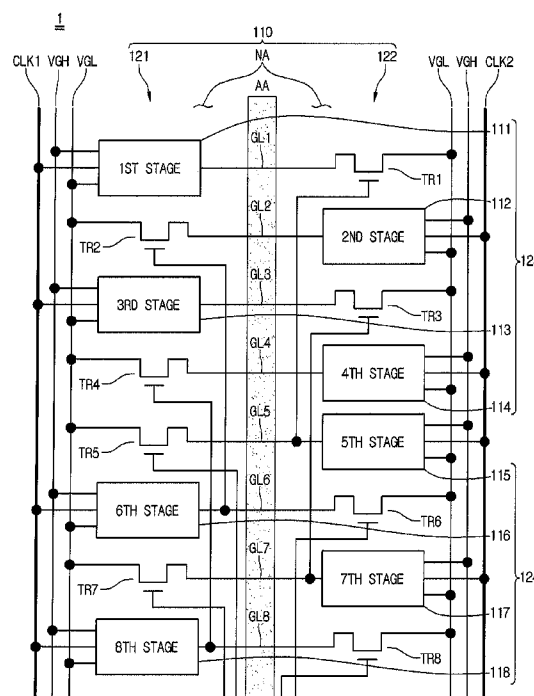 1
110
121 NA 122
CLK1 VGH VGL VGL VGH CLK2
AA
GL1
111
1ST STAGE
TR1
GL2
112
2ND STAGE
TR2
12
GL3
3RD STAGE
TR3
113
GL4
4TH STAGE
TR4
114
GL5
5TH STAGE
TR5
115
GL6
6TH STAGE
TR6
116
GL7
7TH STAGE
12
TR7
117
GL8
8TH STAGE
TR8
118